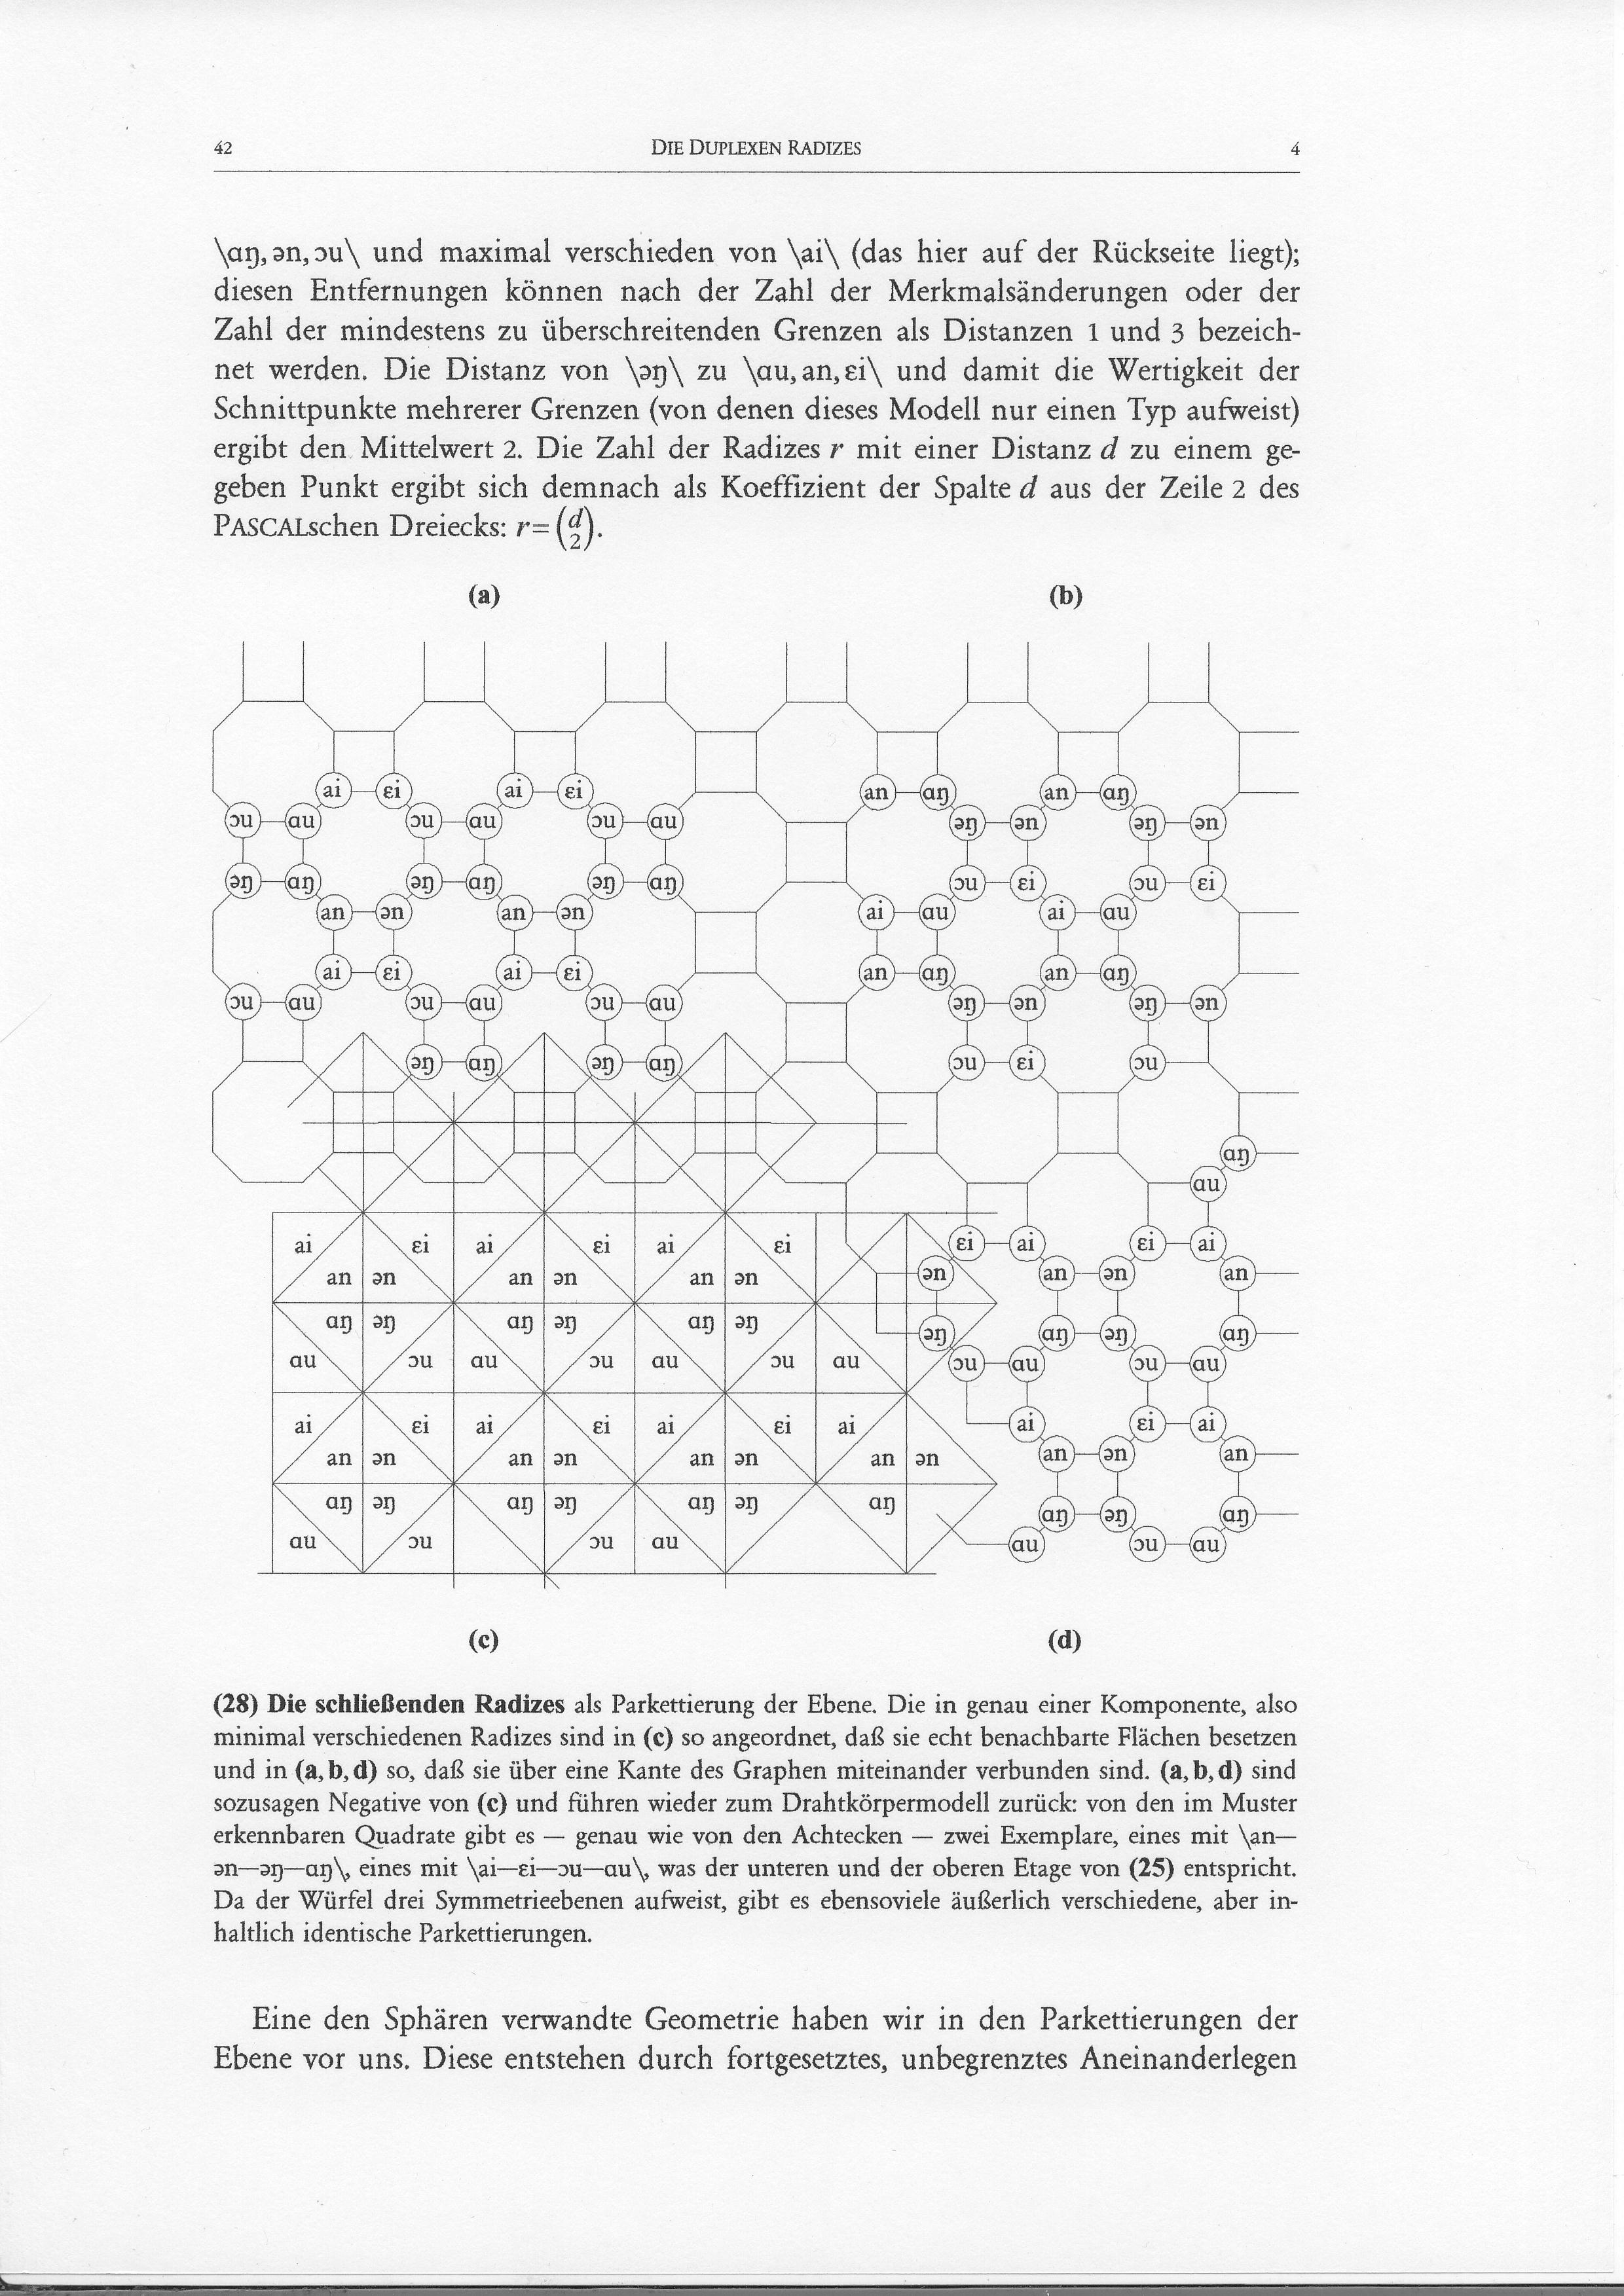 42 DIE DUPLEXEN RADIZES 4
\ɑŋ, ən, ɔu\ und maximal verschieden von \ai\ (das hier auf der Rückseite liegt);
diesen Entfernungen können nach der Zahl der Merkmalsänderungen oder der
Zahl der mindestens zu überschreitenden Grenzen als Distanzen 1 und 3 bezeich-
net werden. Die Distanz von \əŋ\ zu \ɑu, an, ɛi\ und damit die Wertigkeit der
Schnittpunkte mehrerer Grenzen (von denen dieses Modell nur einen Typ aufweist)
ergibt den Mittelwert 2. Die Zahl der Radizes r mit einer Distanz d zu einem ge-
geben Punkt ergibt sich demnach als Koeffizient der Spalte d aus der Zeile 2 des
PASCALschen Dreiecks: r=(d 2).
(a) (b)
ai ɛi ai ɛi an ɑŋ an ɑŋ
ɔu ɑu ɔu ɑu ɔu ɑu əŋ ən əŋ ən
əŋ ɑŋ əŋ ɑŋ əŋ ɑŋ ɔu ɛi ɔu ɛi
an ən an ən ai ɑu ai ɑu
ai ɛi ai ɛi an ɑŋ an ɑŋ
ɔu ɑu ɔu ɑu ɔu ɑu əŋ ən əŋ ən
əŋ ɑŋ əŋ ɑŋ ɔu ɛi ɔu
ɑŋ
ɑu
ai ɛi ai ɛi ai ɛi ɛi ai ɛi ai
an ən an ən an ən ən an ən an
ɑŋ əŋ ɑŋ əŋ ɑŋ əŋ əŋ ɑŋ əŋ ɑŋ
ɑu ɔu ɑu ɔu ɑu ɔu ɑu ɔu ɑu ɔu ɑu
ai ɛi ai ɛi ai ɛi ai ai ɛi ai
an ən an ən an ən an ən an ən an
ɑŋ əŋ ɑŋ əŋ ɑŋ əŋ ɑŋ ɑŋ əŋ ɑŋ
ɑu ɔu ɔu ɑu ɑu ɔu ɑu
(c) (d)
(28) Die schließenden Radizes als Parkettierung der Ebene. Die in genau einer Komponente, also
minimal verschiedenen Radizes sind in (c) so angeordnet, daß sie echt benachbarte Flächen besetzen
und in (a, b, d) so, daß sie über eine Kante des Graphen miteinander verbunden sind. (a, b, d) sind
sozusagen Negative von (c) und führen wieder zum Drahtkörpermodell zurück: von den im Muster
erkennbaren Quadrate gibt es — genau wie von den Achtecken — zwei Exemplare, eines mit \an—
ən—əŋ—ɑŋ\, eines mit \ai—ɛi—ɔu—ɑu\, was der unteren und der oberen Etage von (25) entspricht.
Da der Würfel drei Symmetrieebenen aufweist, gibt es ebensoviele äußerlich verschiedene, aber in-
haltlich identische Parkettierungen.
Eine den Sphären verwandte Geometrie haben wir in den Parkettierungen der
Ebene vor uns. Diese entstehen durch fortgesetztes, unbegrenztes Aneinanderlegen